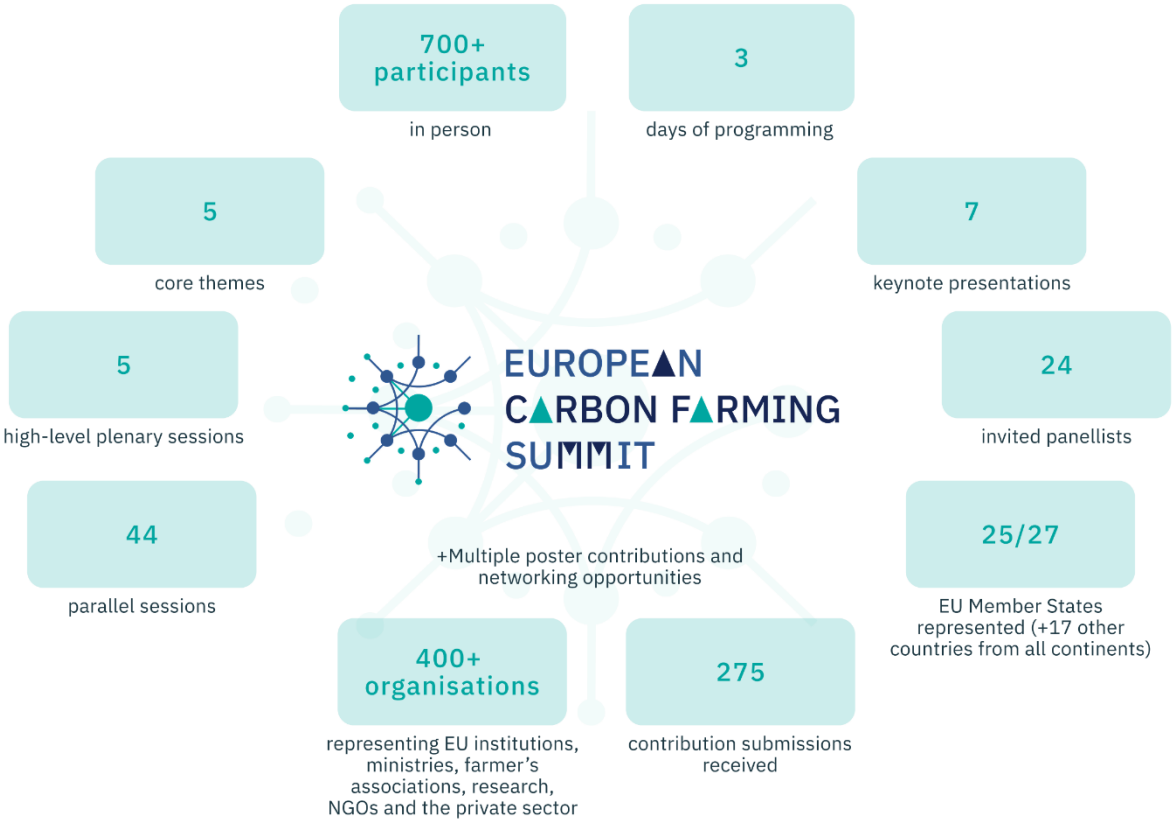 700+
participants
in person
3
days of programming
5
core themes
7
keynote presentations
5
high-level plenary sessions
24
invited panellists
EUROPEAN
CARBON FARMING
SUMMIT
44
parallel sessions
25/27
EU Member States
represented (+17 other
countries from all continents)
+Multiple poster contributions and
networking opportunities
400+
organisations
representing EU institutions,
ministries, farmer’s
associations, research,
NGOs and the private sector
275
contribution submissions
received